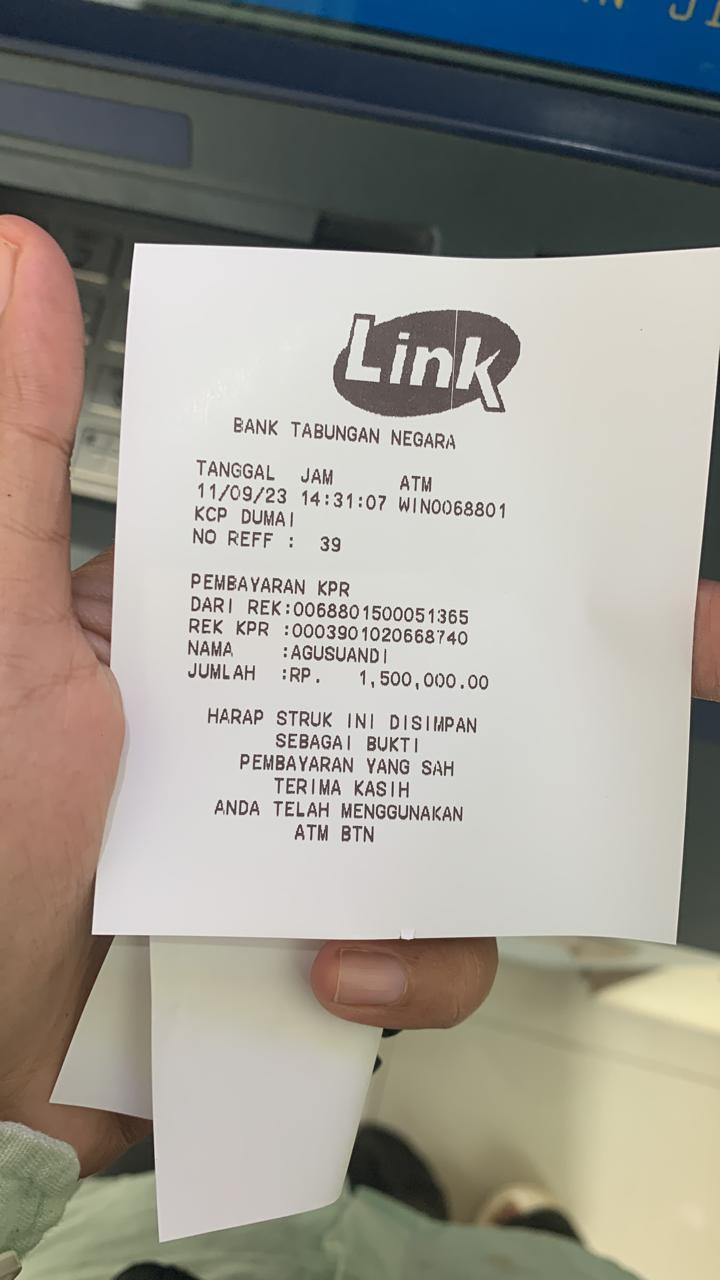 Link
BANK TABUNGAN NEGARA
TANGGAL JAM ATM
11/09/23 14:31:07 WIN0068801
KCP DUMAI
NO REFF : 39
PEMBAYARAN KPR
DARI REK:0068801500051365
REK KPR :0003901020668740
NAMA :AGUSUANDI
JUMLAH :RP. 1,500,000.00
HARAP STRUK INI DISIMPAN
SEBAGAI BUKTI
PEMBAYARAN YANG SAH
TERIMA KASIH
ANDA TELAH MENGGUNAKAN
ATM BTN